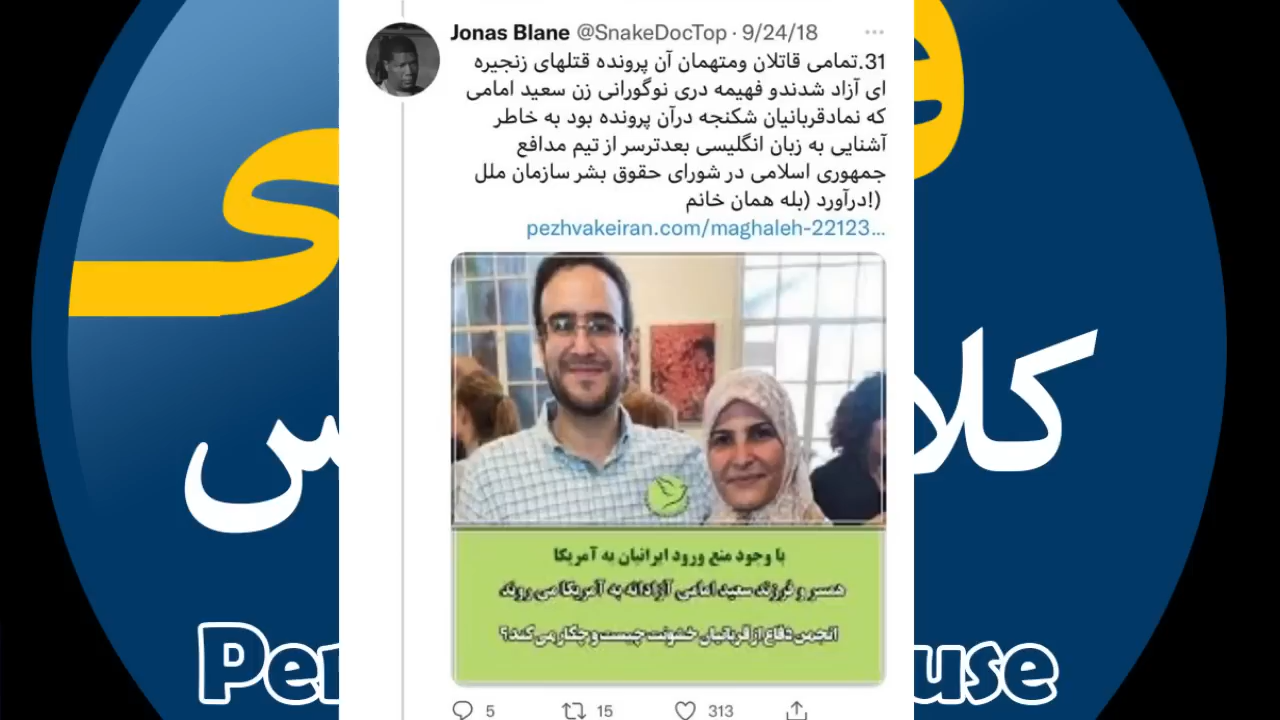 Jonas Blane @SnakeDocTop · 9/24/18
31.تمامی قاتلان ومتهمان آن پرونده قتلهای زنجیره
ای آزاد شدندو فهیمه دری نوگورانی زن سعید امامی
که نمادقربانیان شکنجه درآن پرونده بود به خاطر
آشنایی به زبان انگلیسی بعدترسر از تیم مدافع
جمهوری اسلامی در شورای حقوق بشر سازمان ملل
درآورد (بله همان خانم!)
pezhvakeiran.com/maghaleh-22123...
با وجود منع ورود ایرانیان به آمریکا
همسر و فرزند سعید امامی آزادانه به آمریکا می روند
انجمن دفاع از قربانیان خشونت چیست و چکار می کند؟
5 15 313